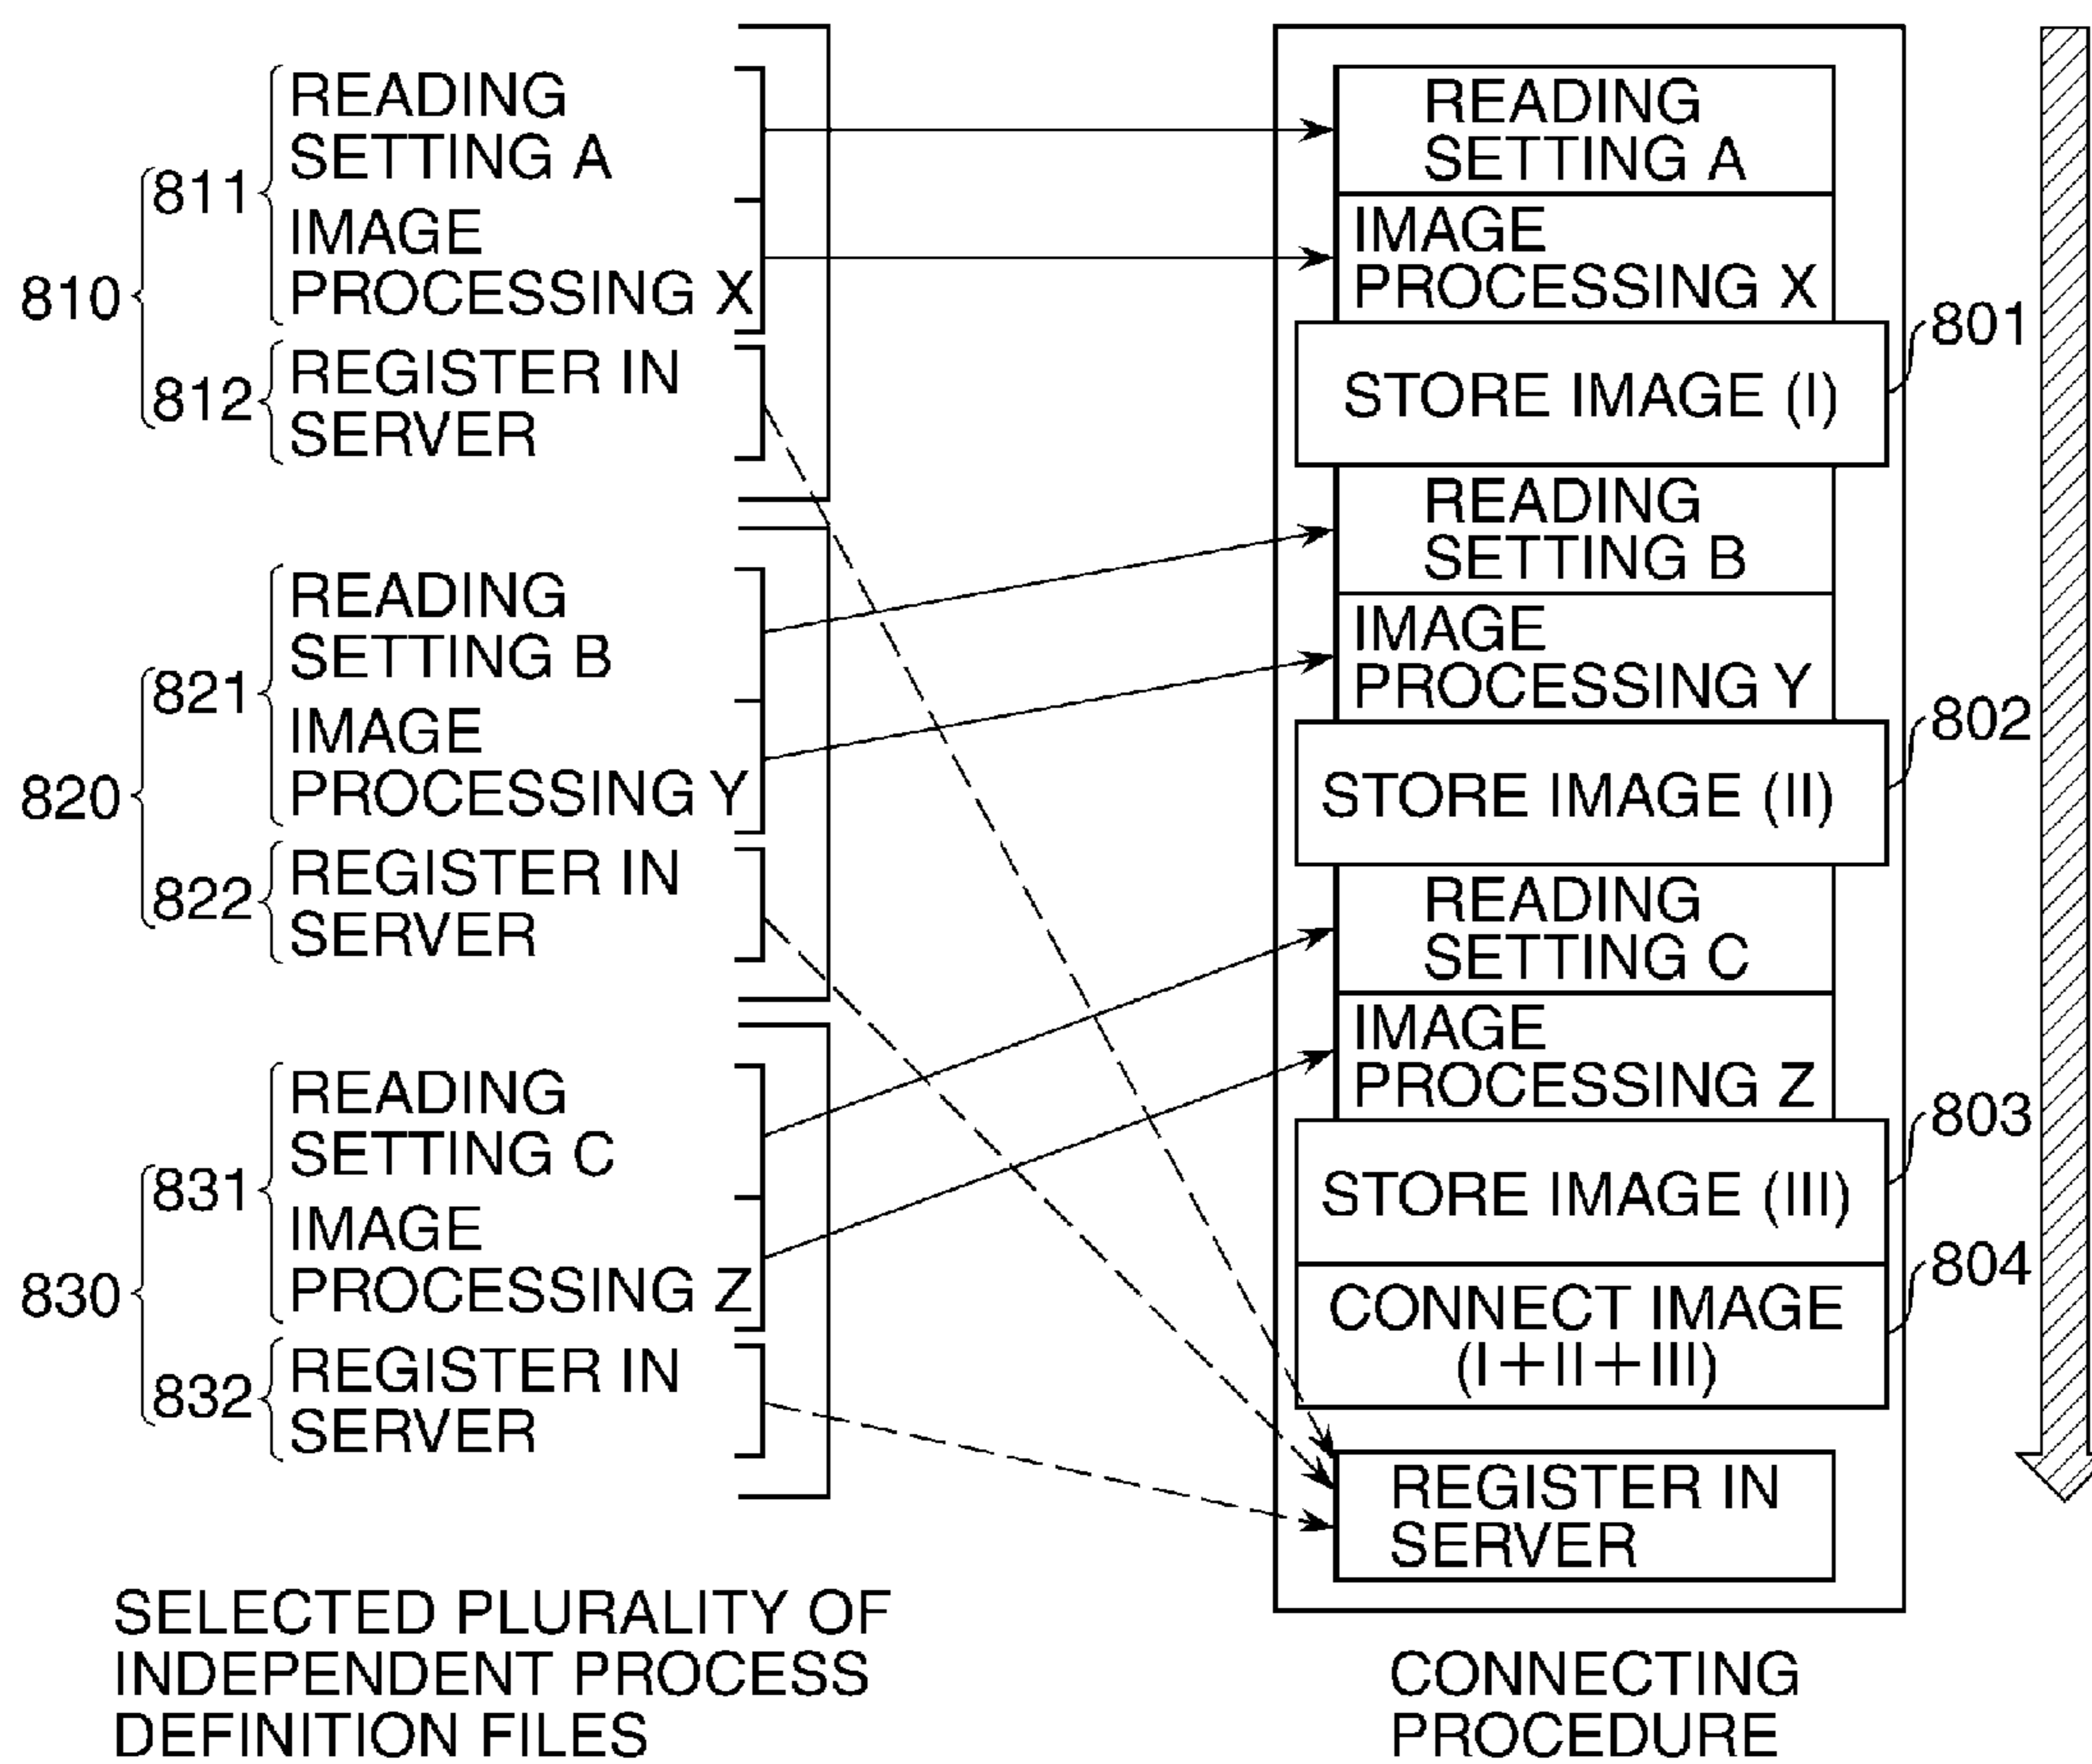 READING
SETTING A
811
IMAGE
PROCESSING X
810
812
REGISTER IN
SERVER
READING
SETTING B
821
IMAGE
PROCESSING Y
820
822
REGISTER IN
SERVER
READING
SETTING C
831
IMAGE
PROCESSING Z
830
832
REGISTER IN
SERVER
SELECTED PLURALITY OF
INDEPENDENT PROCESS
DEFINITION FILES
READING
SETTING A
IMAGE
PROCESSING X
801
STORE IMAGE (I)
READING
SETTING B
IMAGE
PROCESSING Y
802
STORE IMAGE (II)
READING
SETTING C
IMAGE
PROCESSING Z
803
STORE IMAGE (III)
804
CONNECT IMAGE
(I+II+III)
REGISTER IN
SERVER
CONNECTING
PROCEDURE